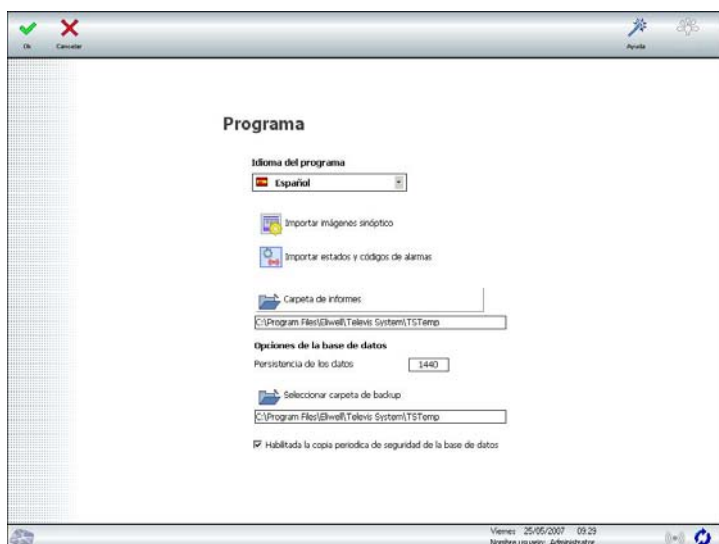 Ok
Cancelar
Ayuda
Programa
Idioma del programa
Español
Importar imágenes sinóptico
Importar estados y códigos de alarmas
Carpeta de informes
C:\Program Files\Eliwell\Televis System\TSTemp
Opciones de la base de datos
Persistencia de los datos 1440
Seleccionar carpeta de backup
C:\Program Files\Eliwell\Televis System\TSTemp
Habilitada la copia periodica de seguridad de la base de datos
Viernes 25/05/2007 09:29
Nombre usuario: Administrator